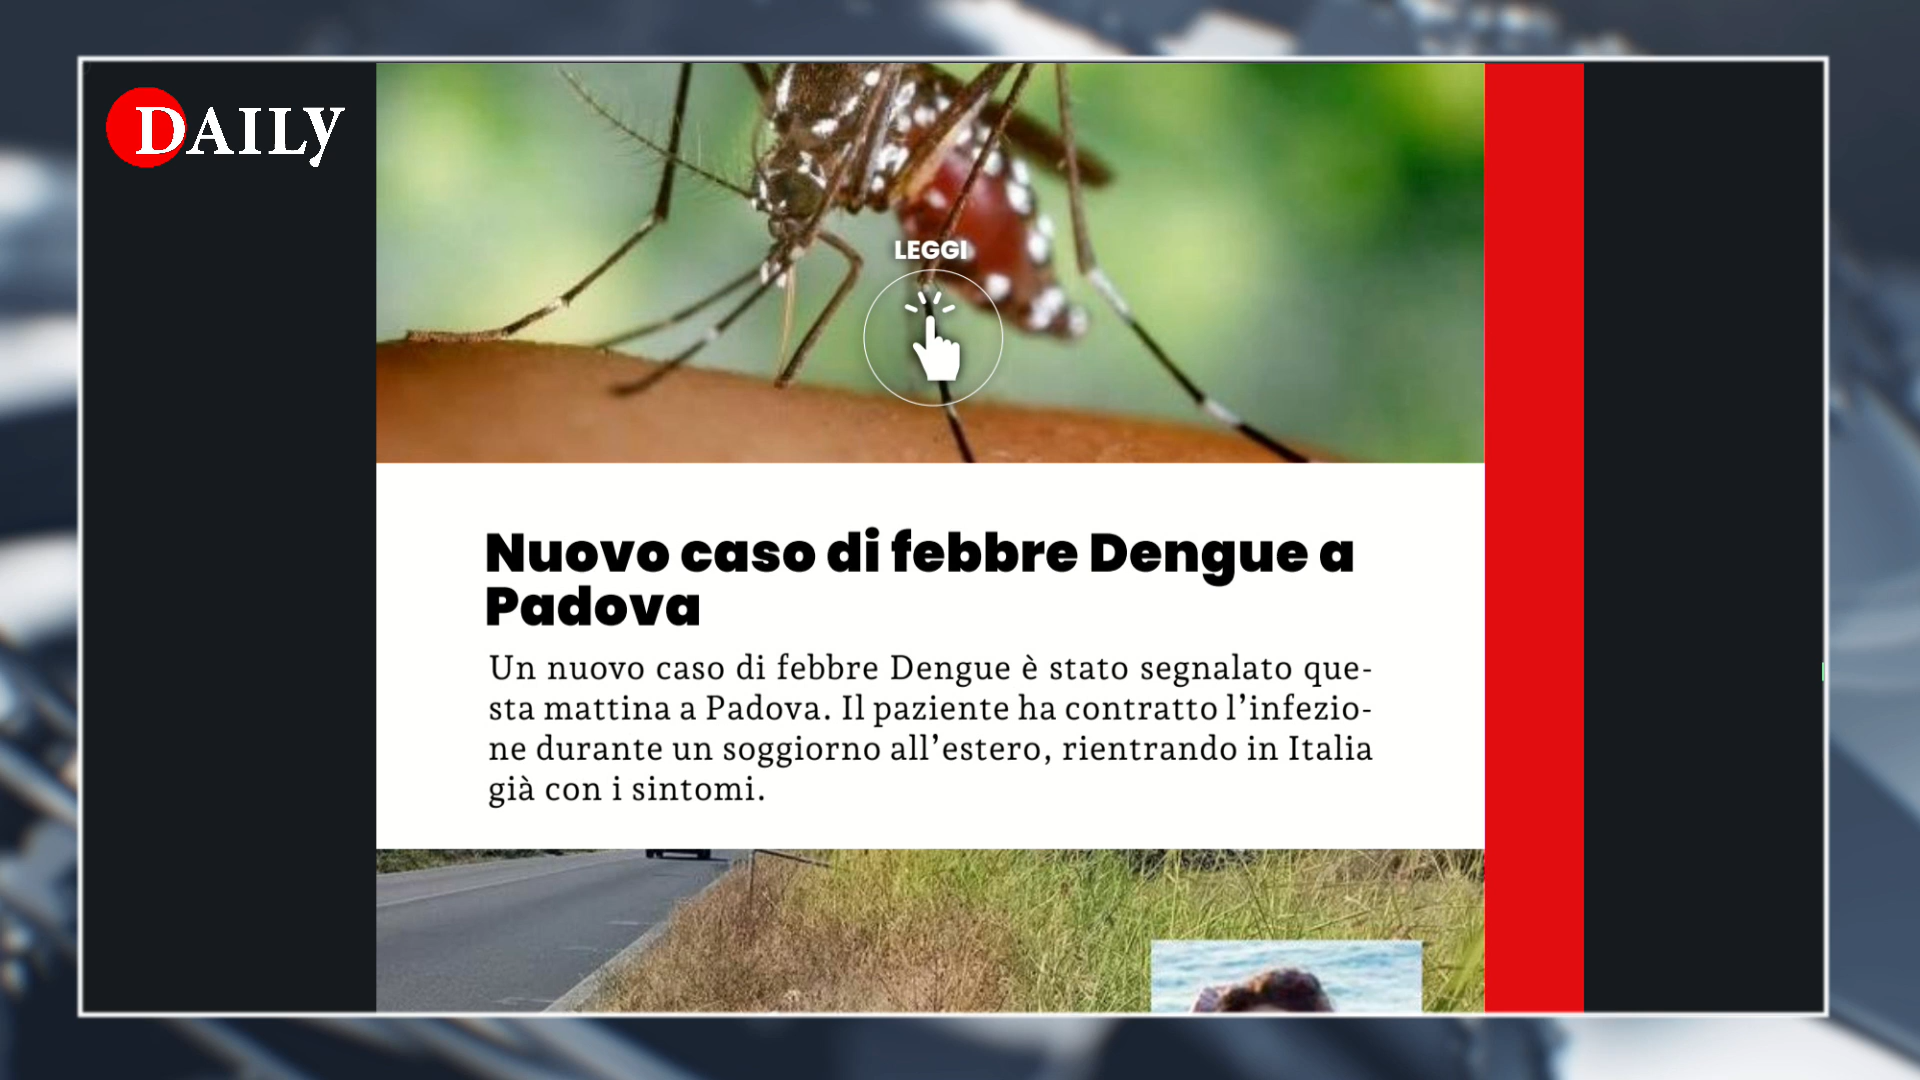 DAILY
LEGGI
Nuovo caso di febbre Dengue a
Padova
Un nuovo caso di febbre Dengue è stato segnalato que-
sta mattina a Padova. Il paziente ha contratto l’infezio-
ne durante un soggiorno all’estero, rientrando in Italia
già con i sintomi.